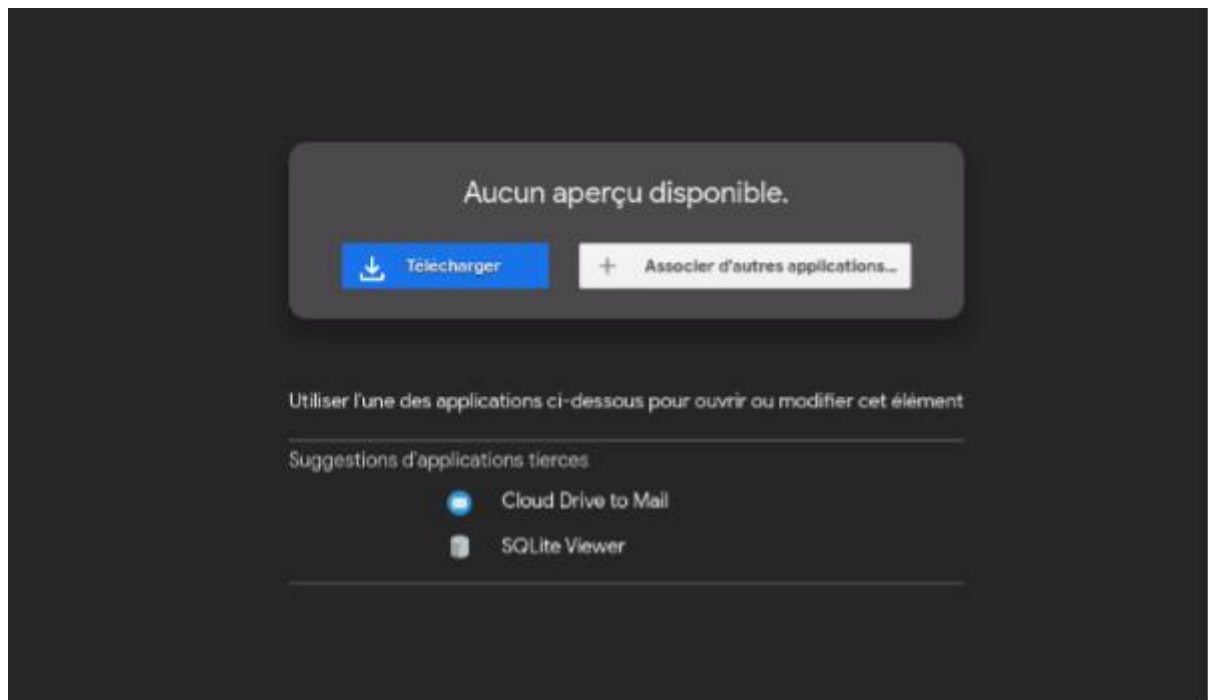 Aucun aperçu disponible.
Télécharger
+ Associer d'autres applications...
Utiliser l'une des applications ci-dessous pour ouvrir ou modifier cet élément
Suggestions d'applications tierces
Cloud Drive to Mail
SQLite Viewer